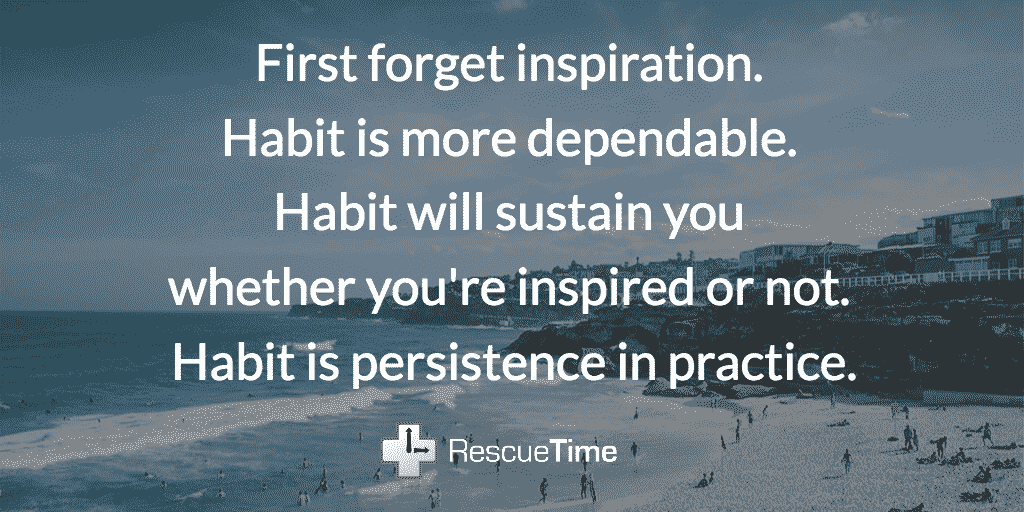 First forget inspiration.
Habit is more dependable.
Habit will sustain you
whether you're inspired or not.
Habit is persistence in practice.
RescueTime